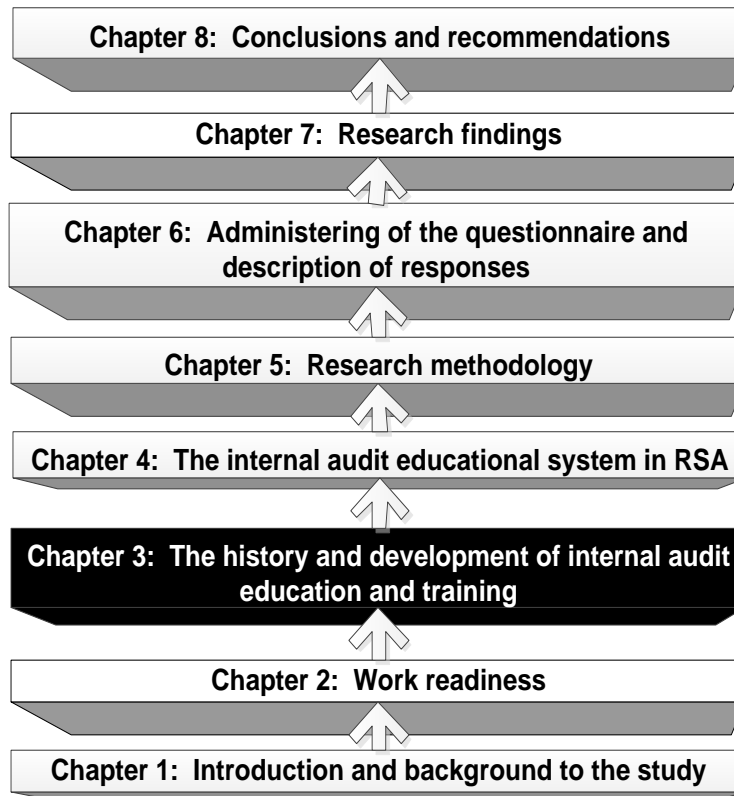 Chapter 8: Conclusions and recommendations
Chapter 7: Research findings
Chapter 6: Administering of the questionnaire and
description of responses
Chapter 5: Research methodology
Chapter 4: The internal audit educational system in RSA
Chapter 3: The history and development of internal audit
education and training
Chapter 2: Work readiness
Chapter 1: Introduction and background to the study